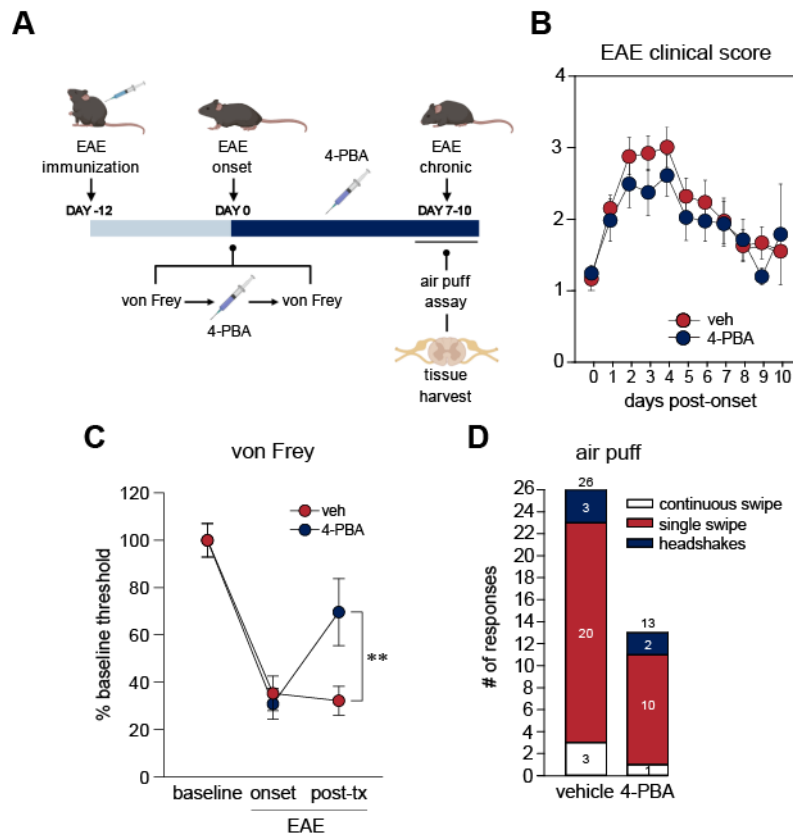 A
EAE
immunization
EAE
onset
4-PBA
EAE
chronic
DAY -12
DAY 0
DAY 7-10
von Frey
4-PBA
von Frey
air puff
assay
tissue
harvest
B
EAE clinical score
4
3
2
1
0
veh
4-PBA
0 1 2 3 4 5 6 7 8 9 10
days post-onset
C
von Frey
% baseline threshold
120
100
80
60
40
20
0
veh
4-PBA
**
baseline onset post-tx
EAE
D
air puff
# of responses
26
24
22
20
18
16
14
12
10
8
6
4
2
0
continuous swipe
single swipe
headshakes
26
3
20
3
13
2
10
1
vehicle 4-PBA